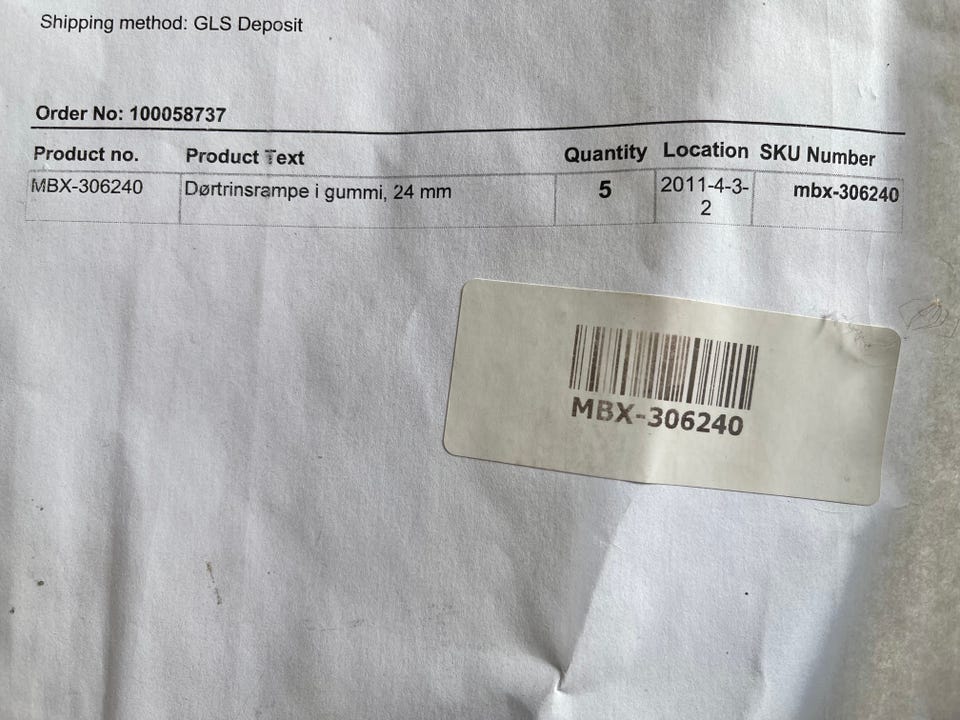 Shipping method: GLS Deposit
Order No: 100058737
Product no. Product Text Quantity Location SKU Number
MBX-306240 Dørtrinsrampe i gummi, 24 mm 5 2011-4-3- mbx-306240
2
MBX-306240